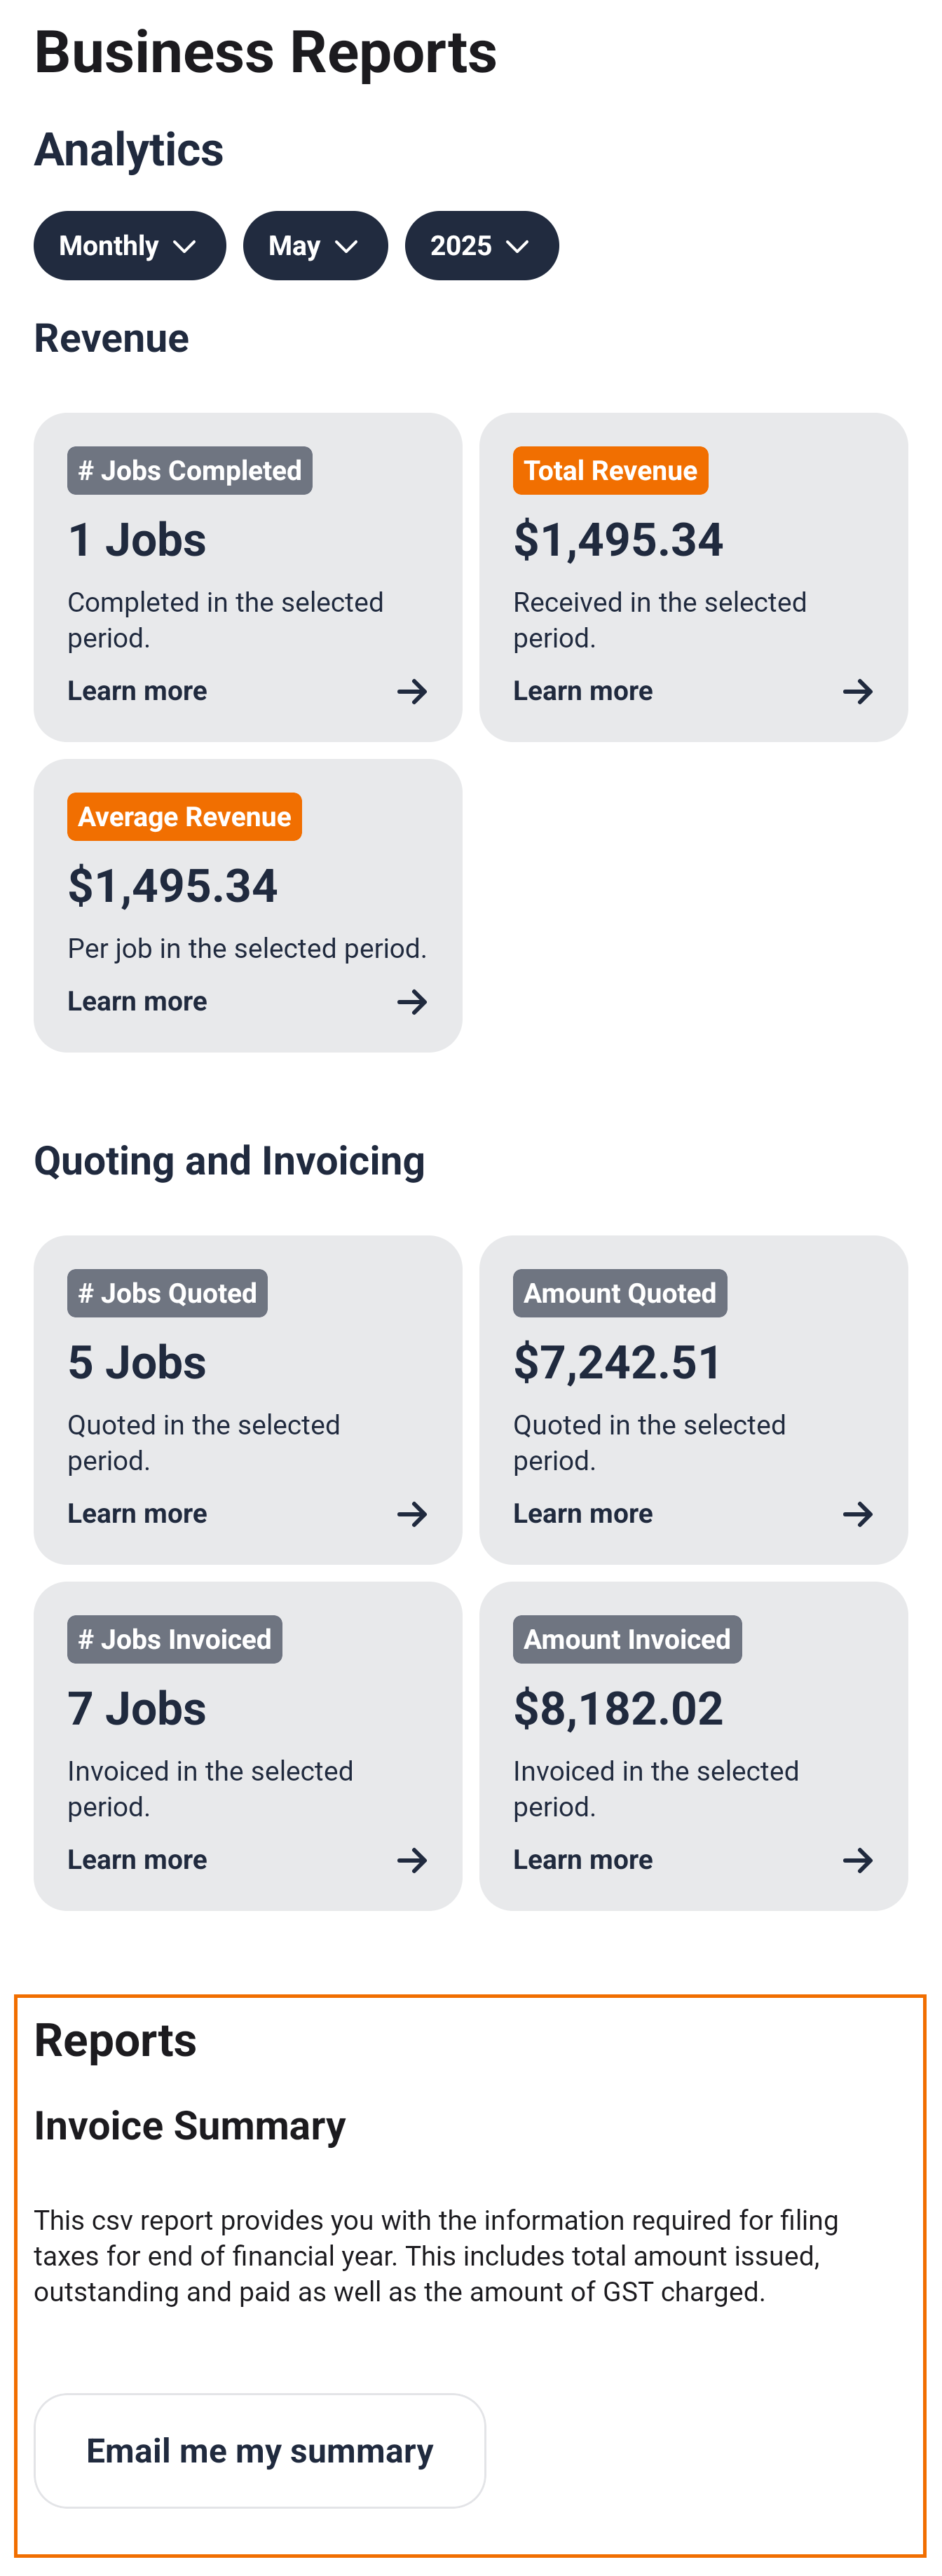 Business Reports
Analytics
Monthly
May
2025
Revenue
# Jobs Completed
1 Jobs
Completed in the selected
period.
Learn more
Total Revenue
$1,495.34
Received in the selected
period.
Learn more
Average Revenue
$1,495.34
Per job in the selected period.
Learn more
Quoting and Invoicing
# Jobs Quoted
5 Jobs
Quoted in the selected
period.
Learn more
Amount Quoted
$7,242.51
Quoted in the selected
period.
Learn more
# Jobs Invoiced
7 Jobs
Invoiced in the selected
period.
Learn more
Amount Invoiced
$8,182.02
Invoiced in the selected
period.
Learn more
Reports
Invoice Summary
This csv report provides you with the information required for filing
taxes for end of financial year. This includes total amount issued,
outstanding and paid as well as the amount of GST charged.
Email me my summary